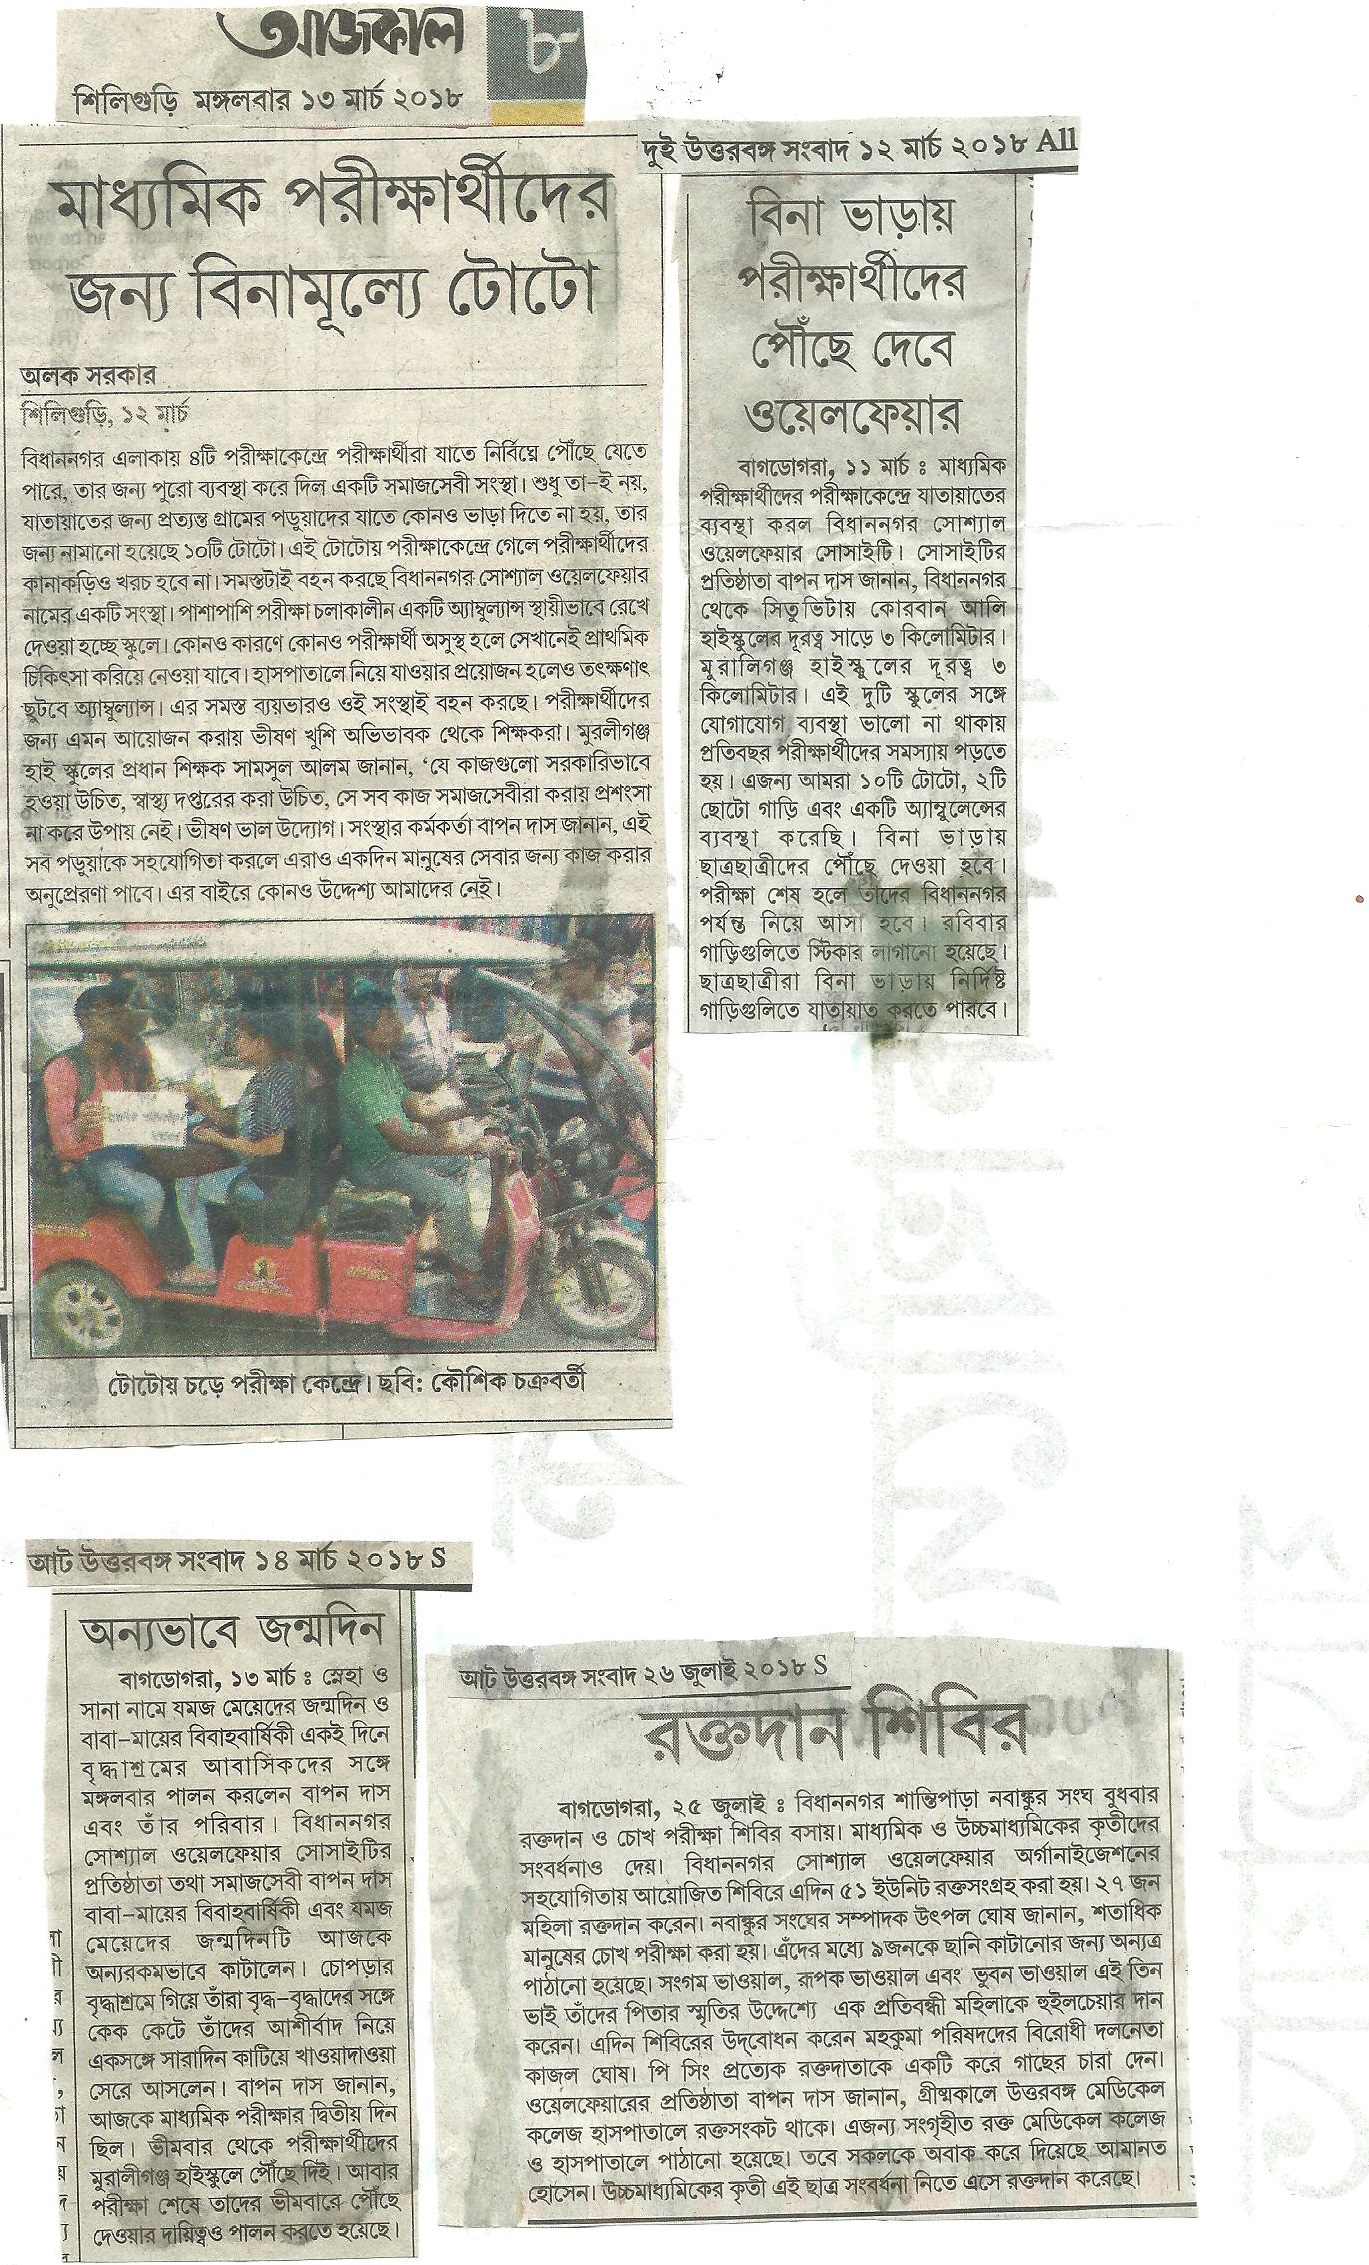 আজকাল
৮
শিলিগুড়ি মঙ্গলবার ১৩ মার্চ ২০১৮
মাধ্যমিক পরীক্ষার্থীদের
জন্য বিনামূল্যে টোটো
অলক সরকার
শিলিগুড়ি, ১২ মার্চ
বিধাননগর এলাকায় ৪টি পরীক্ষাকেন্দ্রে পরীক্ষার্থীরা যাতে নির্বিঘ্নে পৌঁছে যেতে
পারে, তার জন্য পুরো ব্যবস্থা করে দিল একটি সমাজসেবী সংস্থা। শুধু তা-ই নয়,
যাতায়াতের জন্য প্রত্যন্ত গ্রামের পড়ুয়াদের যাতে কোনও ভাড়া দিতে না হয়, তার
জন্য নামানো হয়েছে ১০টি টোটো। এই টোটোয় পরীক্ষাকেন্দ্রে গেলে পরীক্ষার্থীদের
কানাকড়িও খরচ হবে না। সমস্তটাই বহন করছে বিধাননগর সোশ্যাল ওয়েলফেয়ার
নামের একটি সংস্থা। পাশাপাশি পরীক্ষা চলাকালীন একটি অ্যাম্বুল্যান্স স্থায়ীভাবে রেখে
দেওয়া হচ্ছে স্কুলে। কোনও কারণে কোনও পরীক্ষার্থী অসুস্থ হলে সেখানেই প্রাথমিক
চিকিৎসা করিয়ে নেওয়া যাবে। হাসপাতালে নিয়ে যাওয়ার প্রয়োজন হলেও তৎক্ষণাৎ
ছুটবে অ্যাম্বুল্যান্স। এর সমস্ত ব্যয়ভারও ওই সংস্থাই বহন করছে। পরীক্ষার্থীদের
জন্য এমন আয়োজন করায় ভীষণ খুশি অভিভাবক থেকে শিক্ষকরা। মুরলীগঞ্জ
হাই স্কুলের প্রধান শিক্ষক সামসুল আলম জানান, ‘যে কাজগুলো সরকারিভাবে
হওয়া উচিত, স্বাস্থ্য দপ্তরের করা উচিত, সে সব কাজ সমাজসেবীরা করায় প্রশংসা
না করে উপায় নেই। ভীষণ ভাল উদ্যোগ। সংস্থার কর্মকর্তা বাপন দাস জানান, এই
সব পড়ুয়াকে সহযোগিতা করলে এরাও একদিন মানুষের সেবার জন্য কাজ করার
অনুপ্রেরণা পাবে। এর বাইরে কোনও উদ্দেশ্য আমাদের নেই।
টোটোয় চড়ে পরীক্ষা কেন্দ্রে। ছবি: কৌশিক চক্রবর্তী
দুই উত্তরবঙ্গ সংবাদ ১২ মার্চ ২০১৮ All
বিনা ভাড়ায়
পরীক্ষার্থীদের
পৌঁছে দেবে
ওয়েলফেয়ার
বাগডোগরা, ১১ মার্চ : মাধ্যমিক
পরীক্ষার্থীদের পরীক্ষাকেন্দ্রে যাতায়াতের
ব্যবস্থা করল বিধাননগর সোশ্যাল
ওয়েলফেয়ার সোসাইটি। সোসাইটির
প্রতিষ্ঠাতা বাপন দাস জানান, বিধাননগর
থেকে সিতুভিটায় কোরবান আলি
হাইস্কুলের দূরত্ব সাড়ে ৩ কিলোমিটার।
মুরালিগঞ্জ হাইস্কুলের দূরত্ব ৩
কিলোমিটার। এই দুটি স্কুলের সঙ্গে
যোগাযোগ ব্যবস্থা ভালো না থাকায়
প্রতিবছর পরীক্ষার্থীদের সমস্যায় পড়তে
হয়। এজন্য আমরা ১০টি টোটো, ২টি
ছোটো গাড়ি এবং একটি অ্যাম্বুলেন্সের
ব্যবস্থা করেছি। বিনা ভাড়ায়
ছাত্রছাত্রীদের পৌঁছে দেওয়া হবে।
পরীক্ষা শেষ হলে তাঁদের বিধাননগর
পর্যন্ত নিয়ে আসা হবে। রবিবার
গাড়িগুলিতে স্টিকার লাগানো হয়েছে।
ছাত্রছাত্রীরা বিনা ভাড়ায় নির্দিষ্ট
গাড়িগুলিতে যাতায়াত করতে পারবে।
আট উত্তরবঙ্গ সংবাদ ১৪ মার্চ ২০১৮ S
অন্যভাবে জন্মদিন
বাগডোগরা, ১৩ মার্চ : স্নেহা ও
সানা নামে যমজ মেয়েদের জন্মদিন ও
বাবা-মায়ের বিবাহবার্ষিকী একই দিনে
বৃদ্ধাশ্রমের আবাসিকদের সঙ্গে
মঙ্গলবার পালন করলেন বাপন দাস
এবং তাঁর পরিবার। বিধাননগর
সোশ্যাল ওয়েলফেয়ার সোসাইটির
প্রতিষ্ঠাতা তথা সমাজসেবী বাপন দাস
বাবা-মায়ের বিবাহবার্ষিকী এবং যমজ
মেয়েদের জন্মদিনটি আজকে
অন্যরকমভাবে কাটালেন। চোপড়ার
বৃদ্ধাশ্রমে গিয়ে তাঁরা বৃদ্ধ-বৃদ্ধাদের সঙ্গে
কেক কেটে তাঁদের আশীর্বাদ নিয়ে
একসঙ্গে সারাদিন কাটিয়ে খাওয়াদাওয়া
সেরে আসলেন। বাপন দাস জানান,
আজকে মাধ্যমিক পরীক্ষার দ্বিতীয় দিন
ছিল। ভীমবার থেকে পরীক্ষার্থীদের
মুরালীগঞ্জ হাইস্কুলে পৌঁছে দিই। আবার
পরীক্ষা শেষে তাদের ভীমবারে পৌঁছে
দেওয়ার দায়িত্বও পালন করতে হয়েছে।
আট উত্তরবঙ্গ সংবাদ ২৬ জুলাই ২০১৮ S
রক্তদান শিবির
বাগডোগরা, ২৫ জুলাই : বিধাননগর শান্তিপাড়া নবাঙ্কুর সংঘ বুধবার
রক্তদান ও চোখ পরীক্ষা শিবির বসায়। মাধ্যমিক ও উচ্চমাধ্যমিকের কৃতীদের
সংবর্ধনাও দেয়। বিধাননগর সোশ্যাল ওয়েলফেয়ার অর্গানাইজেশনের
সহযোগিতায় আয়োজিত শিবিরে এদিন ৫১ ইউনিট রক্তসংগ্রহ করা হয়। ২৭ জন
মহিলা রক্তদান করেন। নবাঙ্কুর সংঘের সম্পাদক উৎপল ঘোষ জানান, শতাধিক
মানুষের চোখ পরীক্ষা করা হয়। এঁদের মধ্যে ৯জনকে ছানি কাটানোর জন্য অন্যত্র
পাঠানো হয়েছে। সংগম ভাওয়াল, রূপক ভাওয়াল এবং ভুবন ভাওয়াল এই তিন
ভাই তাঁদের পিতার স্মৃতির উদ্দেশ্যে এক প্রতিবন্ধী মহিলাকে হুইলচেয়ার দান
করেন। এদিন শিবিরের উদ্‌বোধন করেন মহকুমা পরিষদদের বিরোধী দলনেতা
কাজল ঘোষ। পি সিং প্রত্যেক রক্তদাতাকে একটি করে গাছের চারা দেন।
ওয়েলফেয়ারের প্রতিষ্ঠাতা বাপন দাস জানান, গ্রীষ্মকালে উত্তরবঙ্গ মেডিকেল
কলেজ হাসপাতালে রক্তসংকট থাকে। এজন্য সংগৃহীত রক্ত মেডিকেল কলেজ
ও হাসপাতালে পাঠানো হয়েছে। তবে সকলকে অবাক করে দিয়েছে আমানত
হোসেন। উচ্চমাধ্যমিকের কৃতী এই ছাত্র সংবর্ধনা নিতে এসে রক্তদান করেছে।